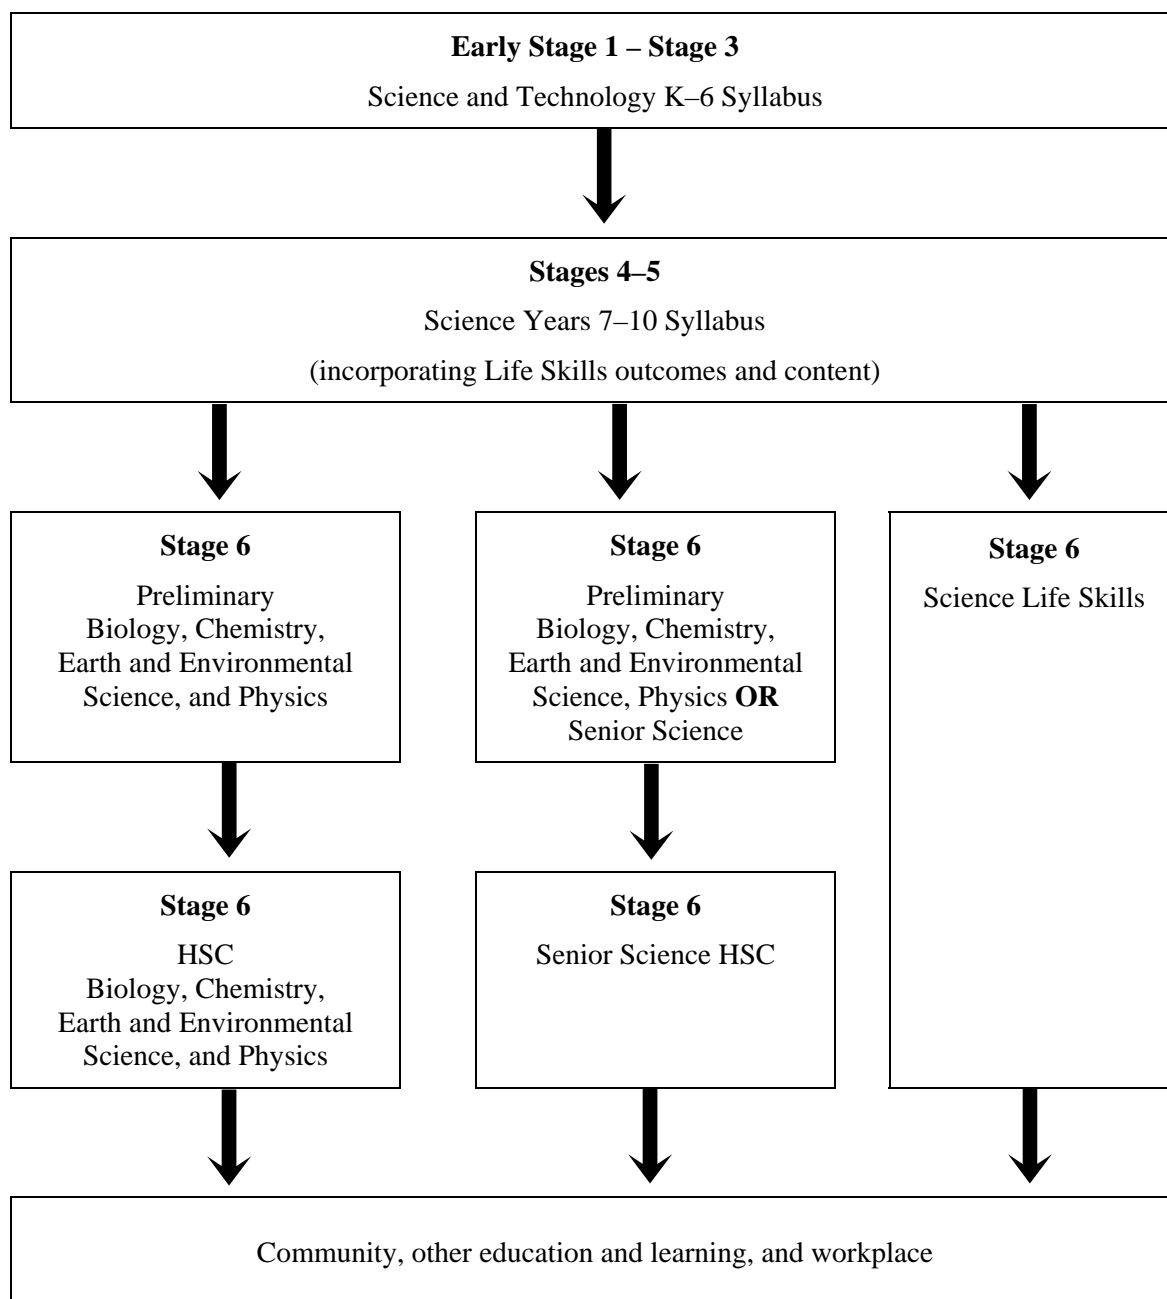 Early Stage 1 – Stage 3
Science and Technology K–6 Syllabus
Stages 4–5
Science Years 7–10 Syllabus
(incorporating Life Skills outcomes and content)
Stage 6
Preliminary
Biology, Chemistry,
Earth and Environmental
Science, and Physics
Stage 6
Preliminary
Biology, Chemistry,
Earth and Environmental
Science, Physics OR
Senior Science
Stage 6
Science Life Skills
Stage 6
HSC
Biology, Chemistry,
Earth and Environmental
Science, and Physics
Stage 6
Senior Science HSC
Community, other education and learning, and workplace